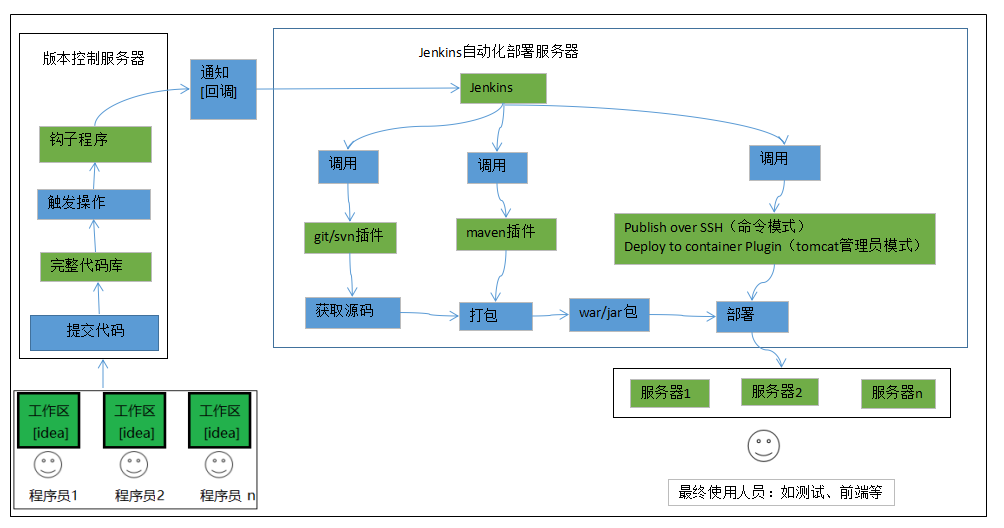 版本控制服务器
钩子程序
触发操作
完整代码库
提交代码
工作区
[idea]
工作区
[idea]
工作区
[idea]
程序员1
程序员2
程序员 n
通知
[回调]
Jenkins自动化部署服务器
Jenkins
调用
调用
调用
git/svn插件
maven插件
Publish over SSH（命令模式）
Deploy to container Plugin（tomcat管理员模式）
获取源码
打包
war/jar包
部署
服务器1
服务器2
服务器n
最终使用人员：如测试、前端等